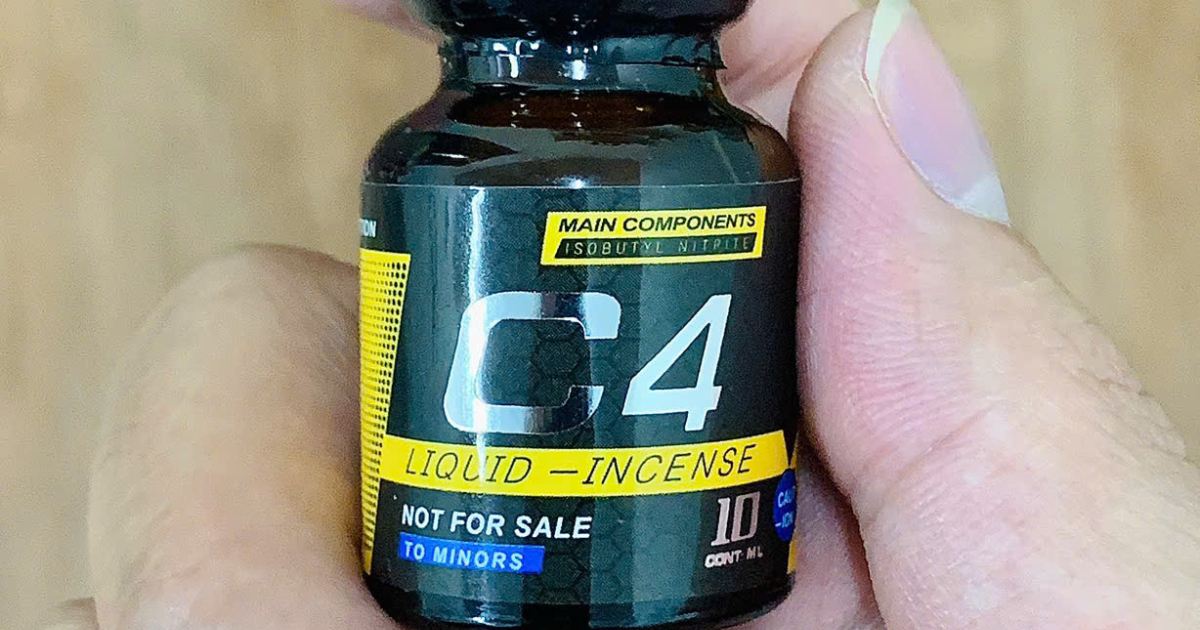 MAIN COMPONENTS
ISOBUTYL NITRITE
C4
LIQUID —INCENSE
NOT FOR SALE
TO MINORS
10
CONT· ML